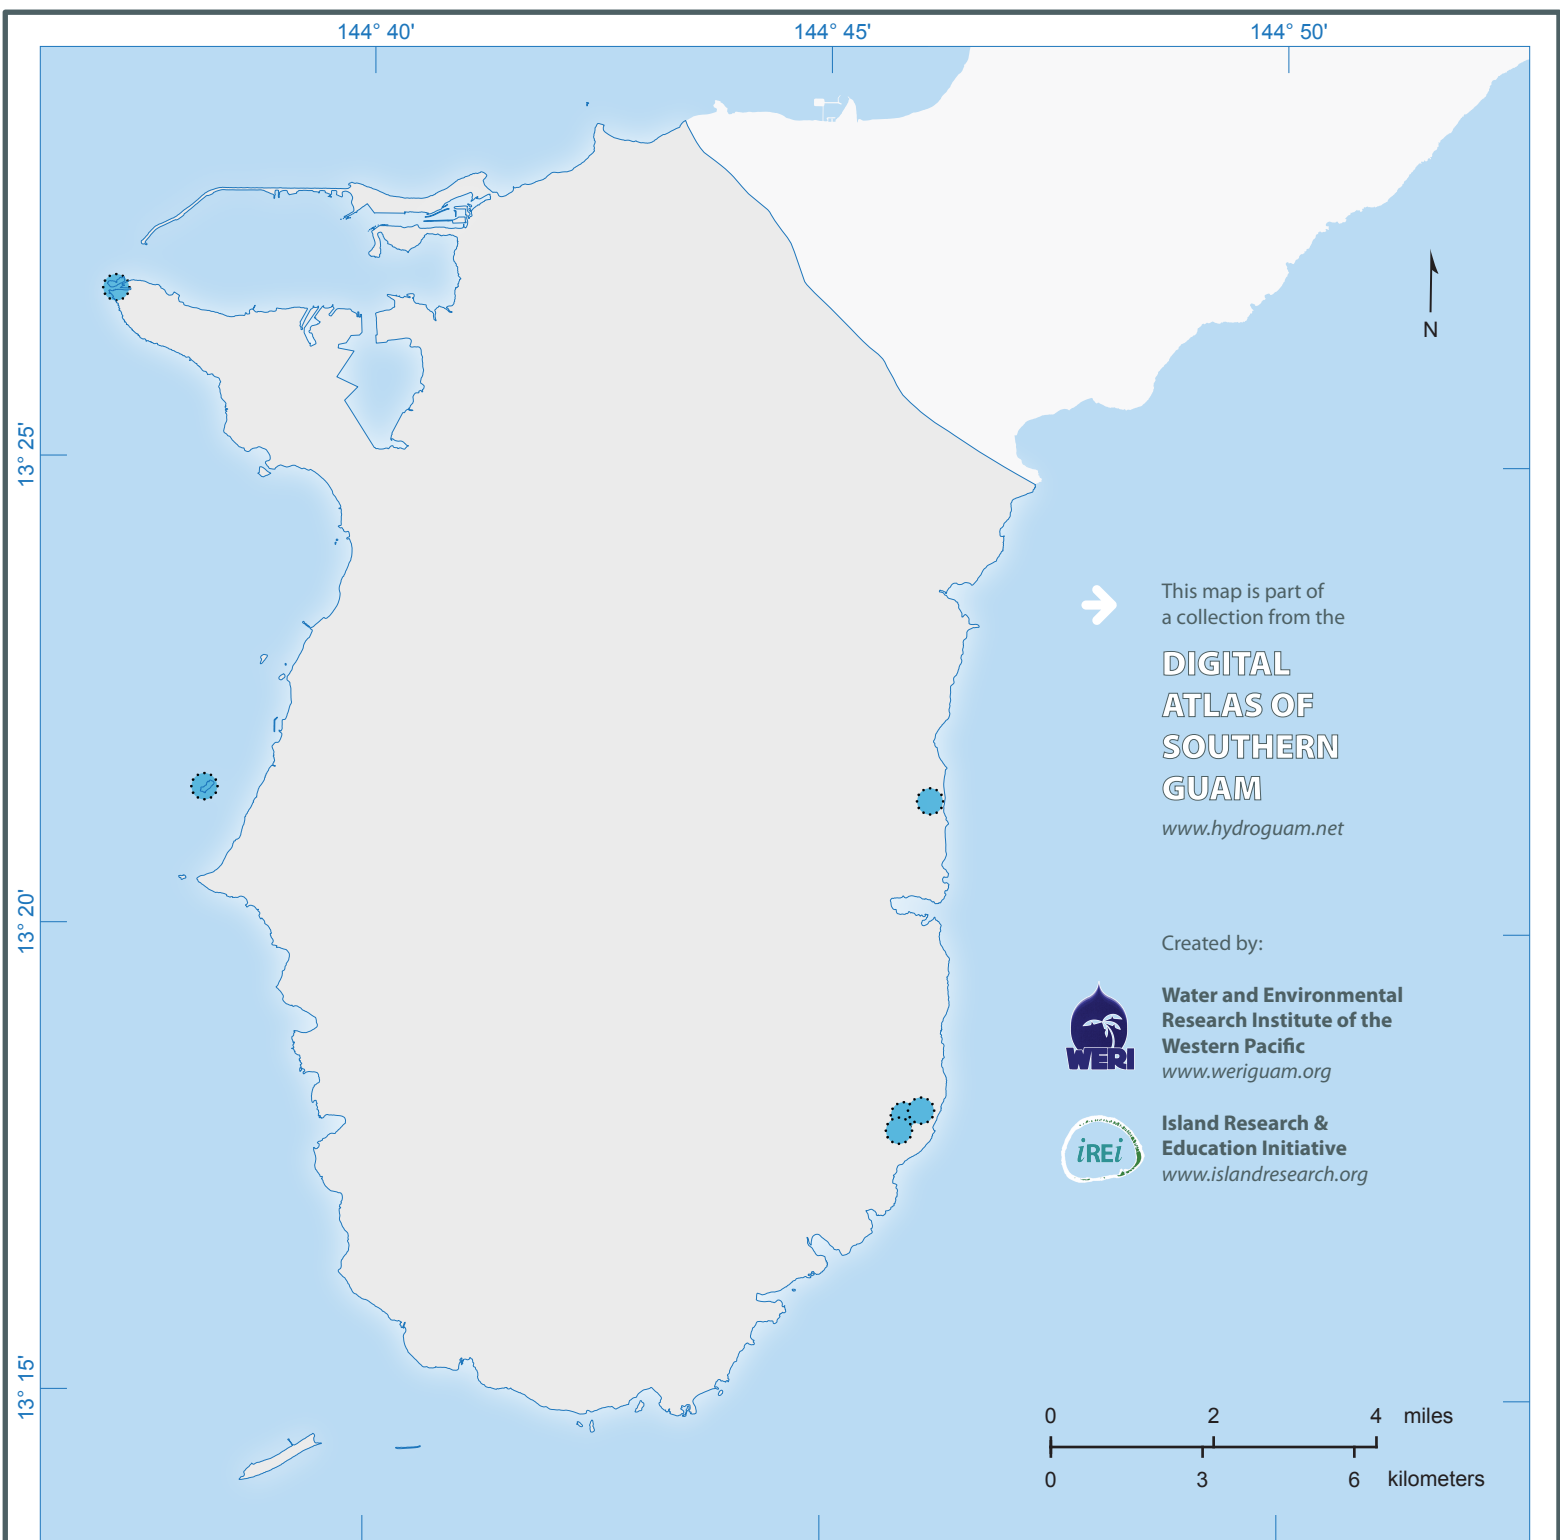 144° 40'
144° 45'
144° 50'
N
13° 25'
This map is part of
a collection from the
DIGITAL
ATLAS OF
SOUTHERN
GUAM
www.hydroguam.net
13° 20'
Created by:
Water and Environmental
Research Institute of the
Western Pacific
www.weriguam.org
WERI
Island Research &
Education Initiative
www.islandresearch.org
iREi
13° 15'
0 2 4 miles
0 3 6 kilometers